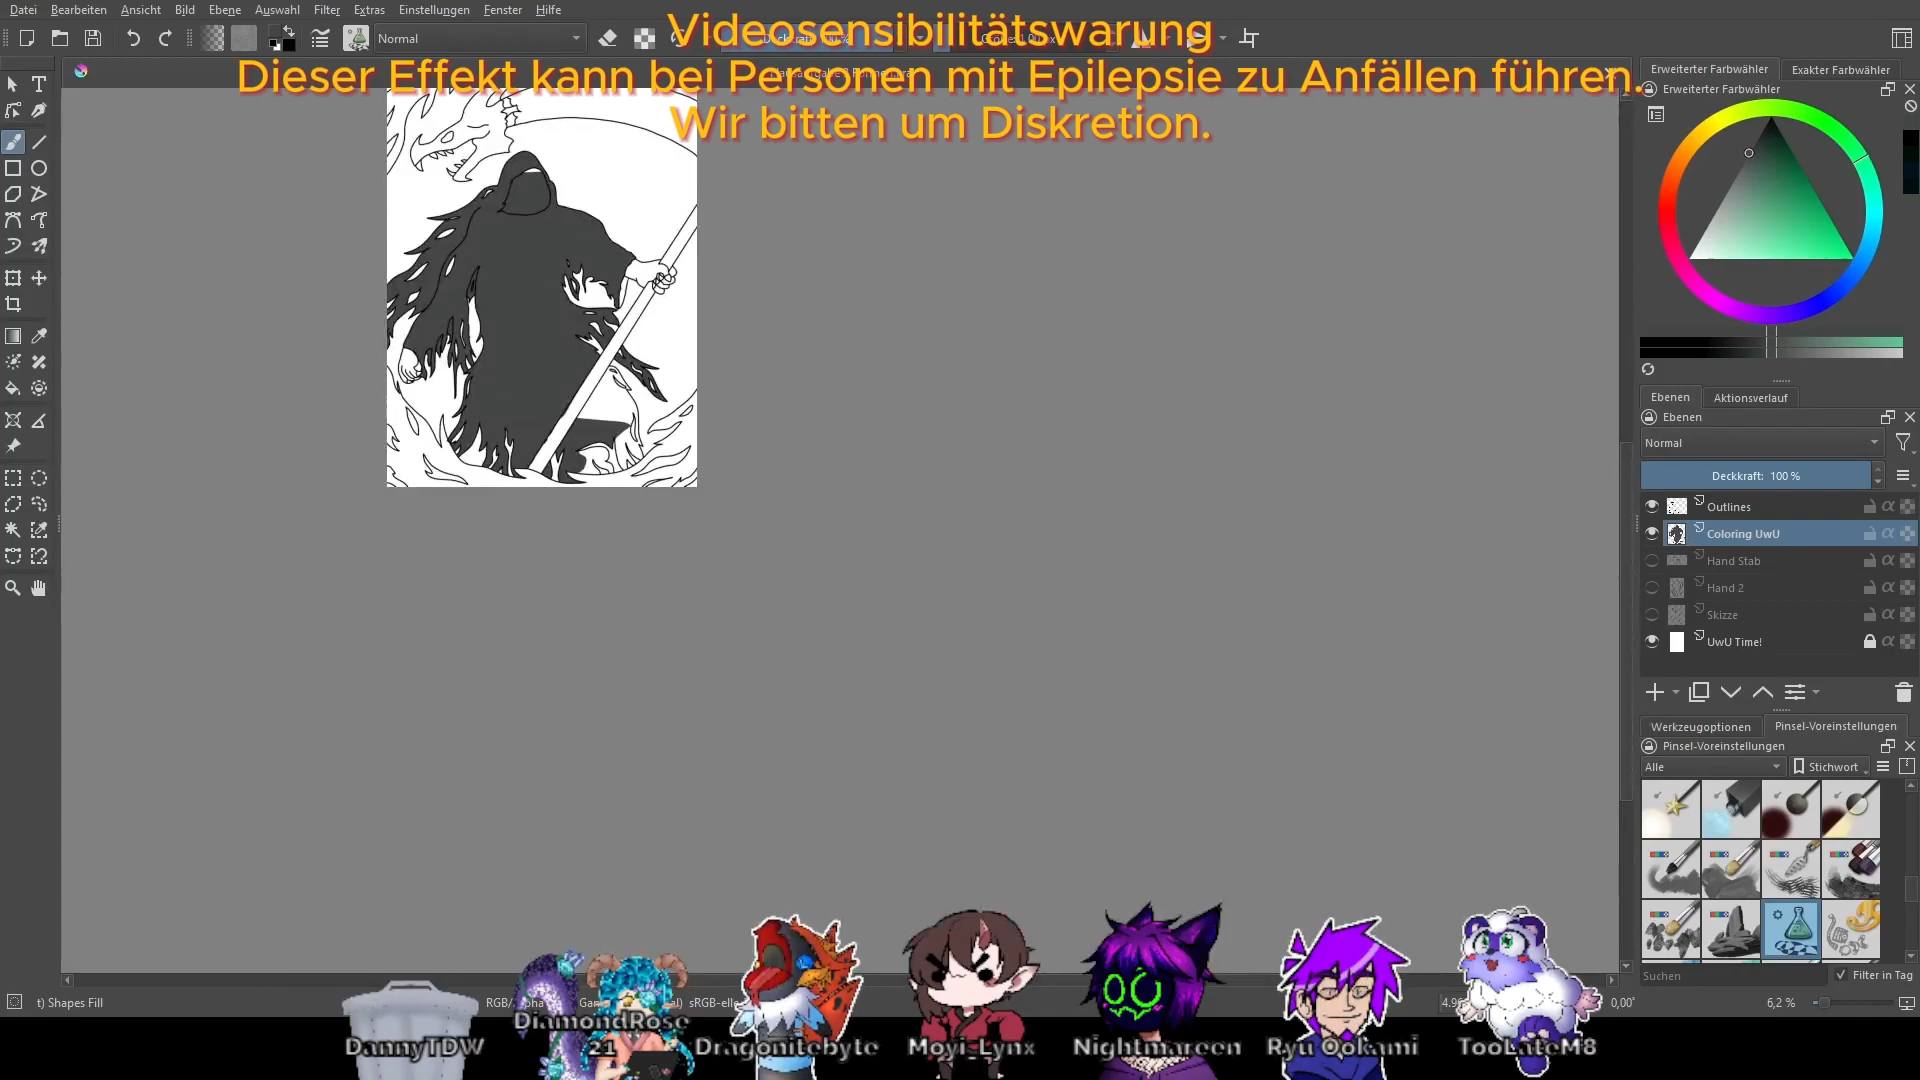 Datei Bearbeiten Ansicht Bild Ebene Auswahl Filter Extras Einstellungen Fenster Hilfe
Videosensibilitätswarung
Normal
Dieser Effekt kann bei Personen mit Epilepsie zu Anfällen führen.
Wir bitten um Diskretion.
Erweiterter Farbwähler Exakter Farbwähler
Erweiterter Farbwähler
Ebenen Aktionsverlauf
Ebenen
Normal
Deckkraft: 100 %
Outlines
Coloring UwU
Hand Stab
Hand 2
Skizze
UwU Time!
Werkzeugoptionen Pinsel-Voreinstellungen
Pinsel-Voreinstellungen
Alle Stichwort
Suchen Filter in Tag
t) Shapes Fill
6,2 % 0,00°
DannyTDW
DiamondRose
21
Dragonitebyte
Moyi_Lynx
Nightmareon
Ryu Ookami
TooLateM8